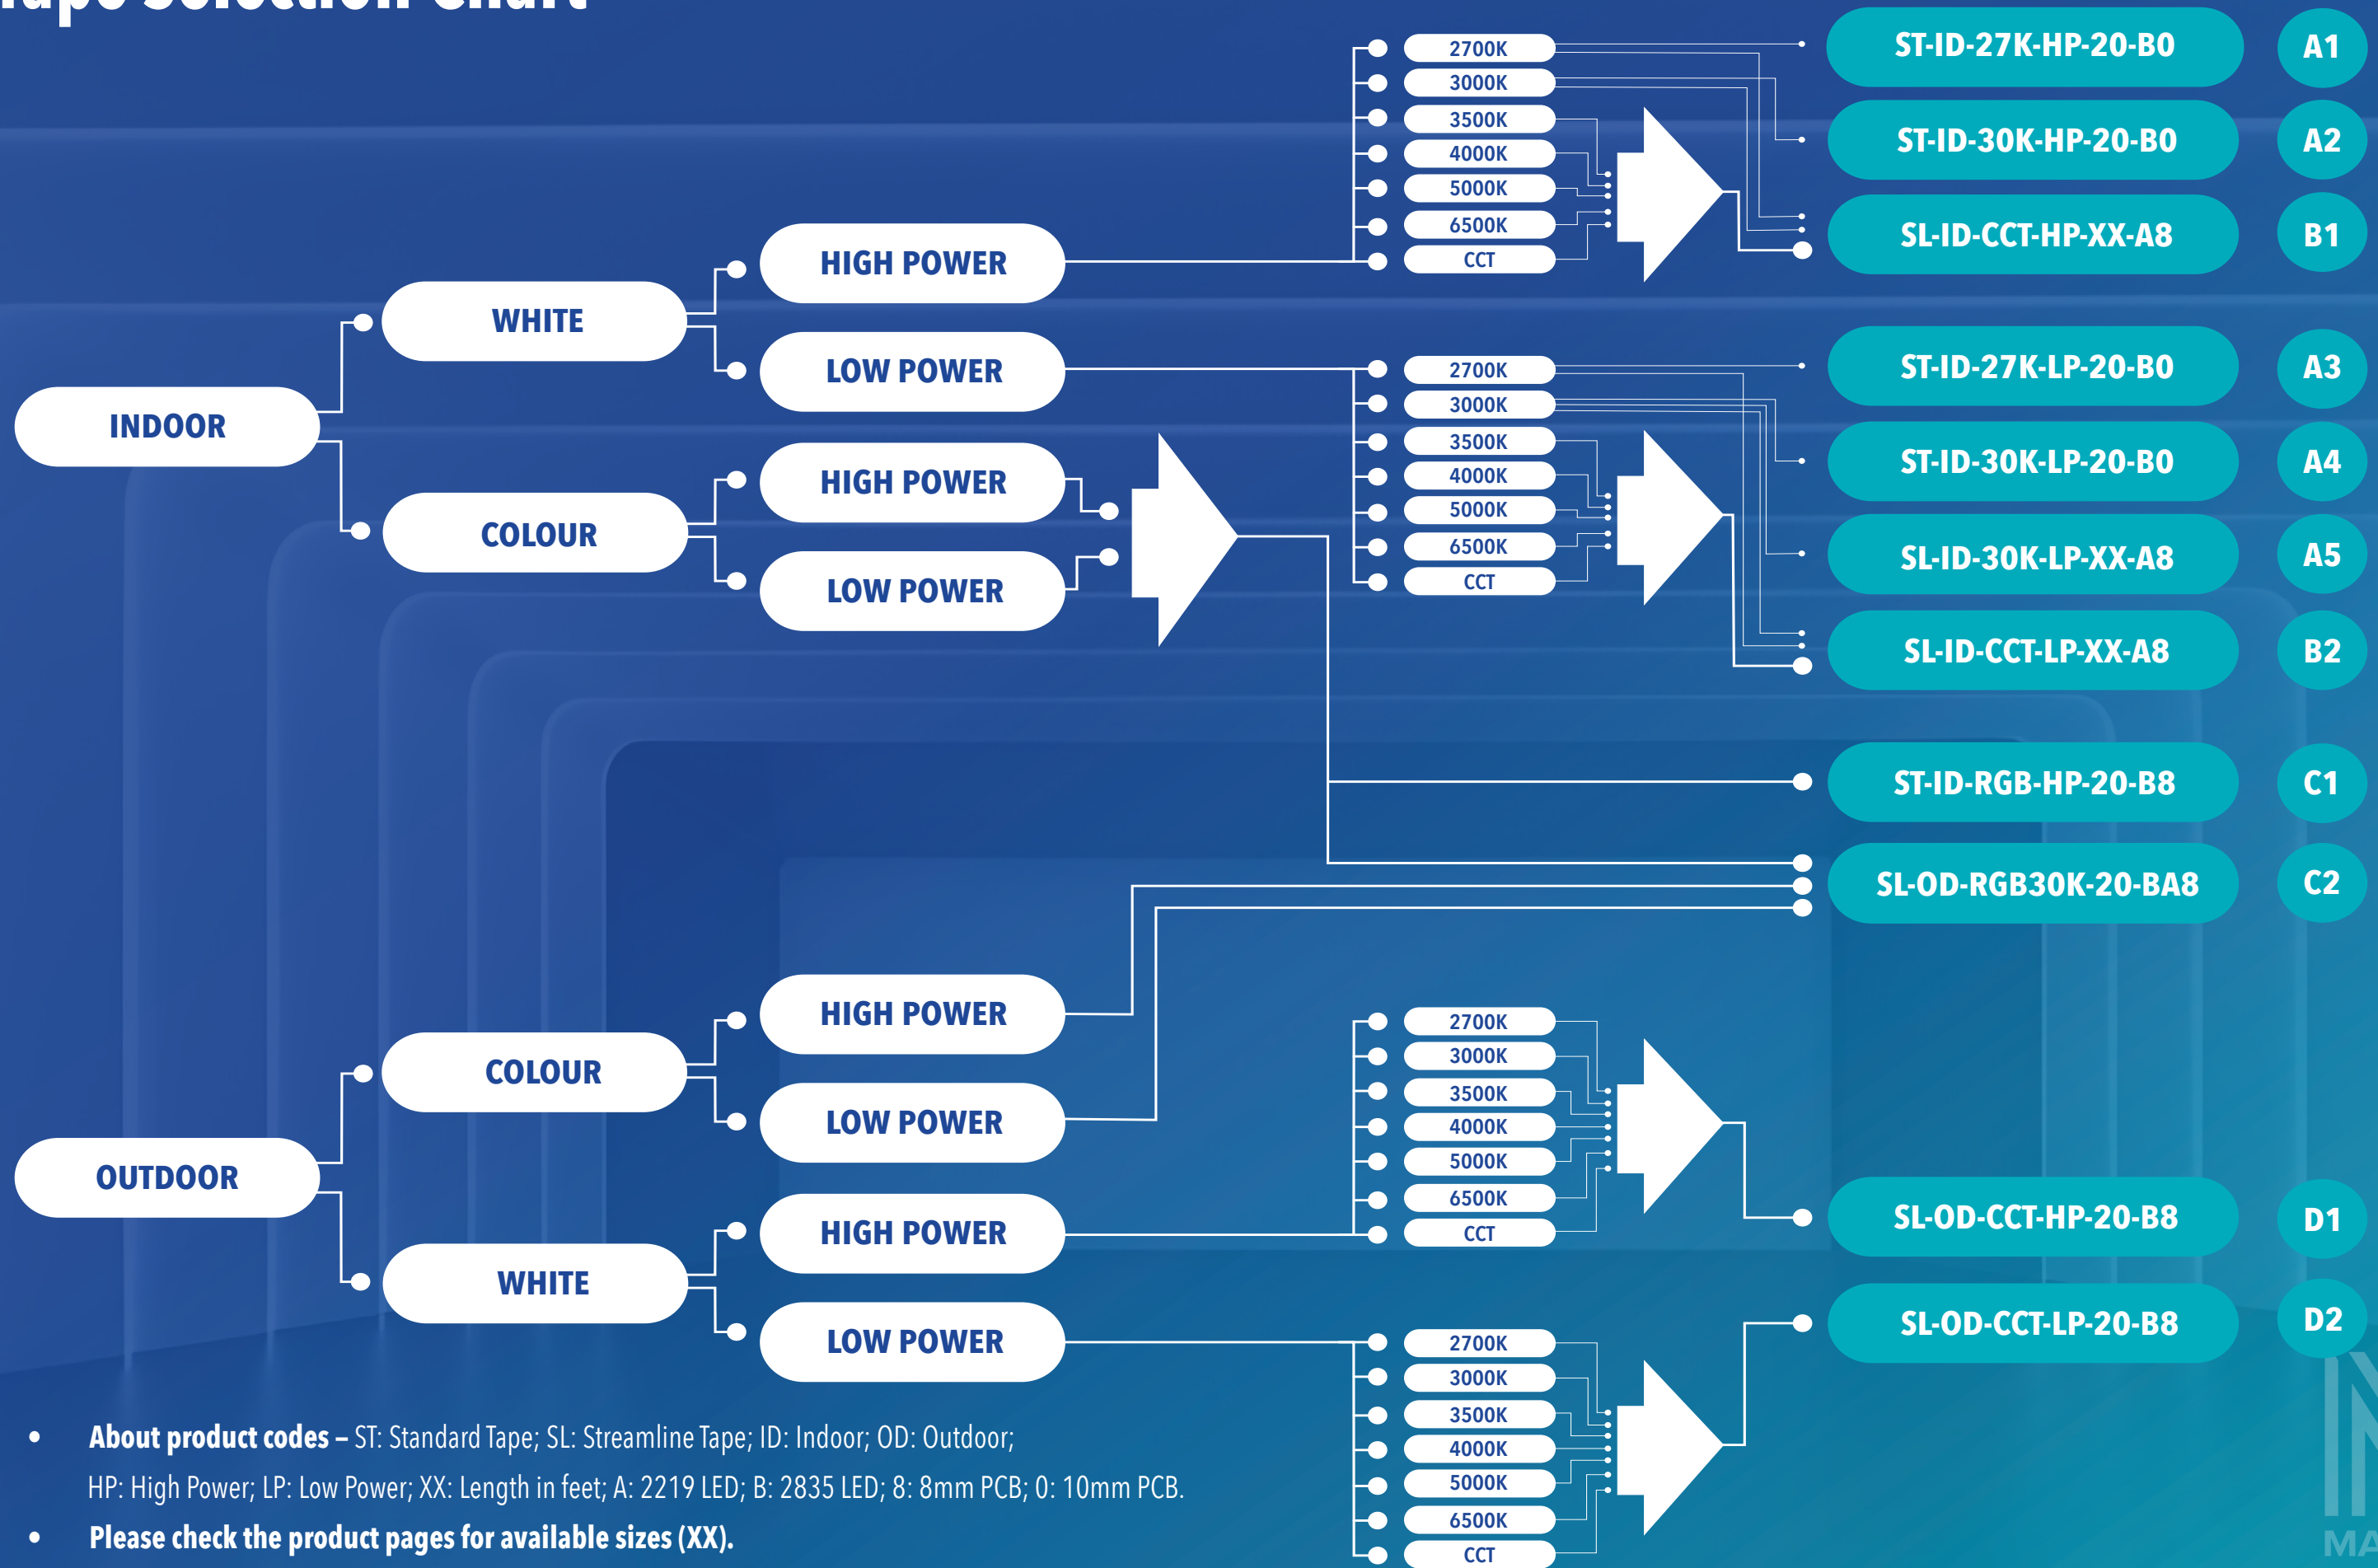 Tape Selection Chart
INDOOR
WHITE
HIGH POWER
2700K
3000K
3500K
4000K
5000K
6500K
CCT
ST-ID-27K-HP-20-B0 A1
ST-ID-30K-HP-20-B0 A2
SL-ID-CCT-HP-XX-A8 B1
LOW POWER
2700K
3000K
3500K
4000K
5000K
6500K
CCT
ST-ID-27K-LP-20-B0 A3
ST-ID-30K-LP-20-B0 A4
SL-ID-30K-LP-XX-A8 A5
SL-ID-CCT-LP-XX-A8 B2
COLOUR
HIGH POWER
LOW POWER
ST-ID-RGB-HP-20-B8 C1
SL-OD-RGB30K-20-BA8 C2
OUTDOOR
COLOUR
HIGH POWER
LOW POWER
WHITE
HIGH POWER
2700K
3000K
3500K
4000K
5000K
6500K
CCT
SL-OD-CCT-HP-20-B8 D1
LOW POWER
2700K
3000K
3500K
4000K
5000K
6500K
CCT
SL-OD-CCT-LP-20-B8 D2
• About product codes – ST: Standard Tape; SL: Streamline Tape; ID: Indoor; OD: Outdoor;
HP: High Power; LP: Low Power; XX: Length in feet; A: 2219 LED; B: 2835 LED; 8: 8mm PCB; 0: 10mm PCB.
• Please check the product pages for available sizes (XX).